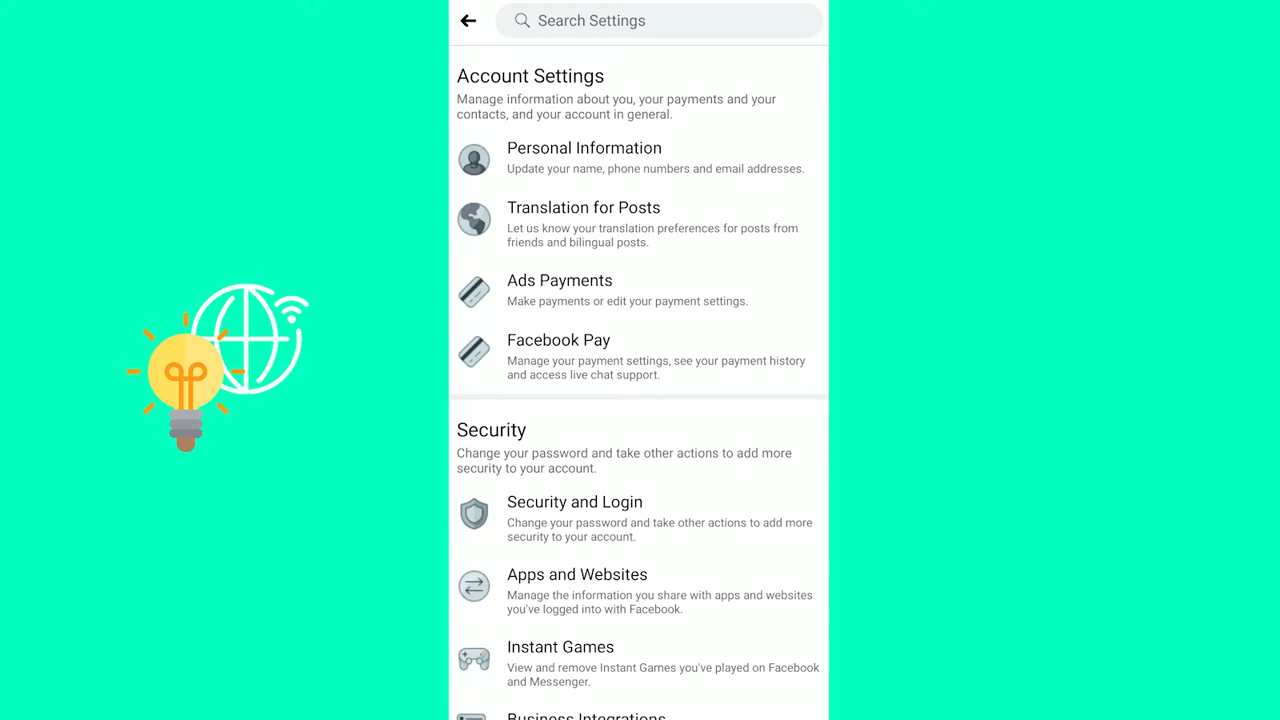 Search Settings
Account Settings
Manage information about you, your payments and your
contacts, and your account in general.
Personal Information
Update your name, phone numbers and email addresses.
Translation for Posts
Let us know your translation preferences for posts from
friends and bilingual posts.
Ads Payments
Make payments or edit your payment settings.
Facebook Pay
Manage your payment settings, see your payment history
and access live chat support.
Security
Change your password and take other actions to add more
security to your account.
Security and Login
Change your password and take other actions to add more
security to your account.
Apps and Websites
Manage the information you share with apps and websites
you've logged into with Facebook.
Instant Games
View and remove Instant Games you've played on Facebook
and Messenger.
Business Integrations